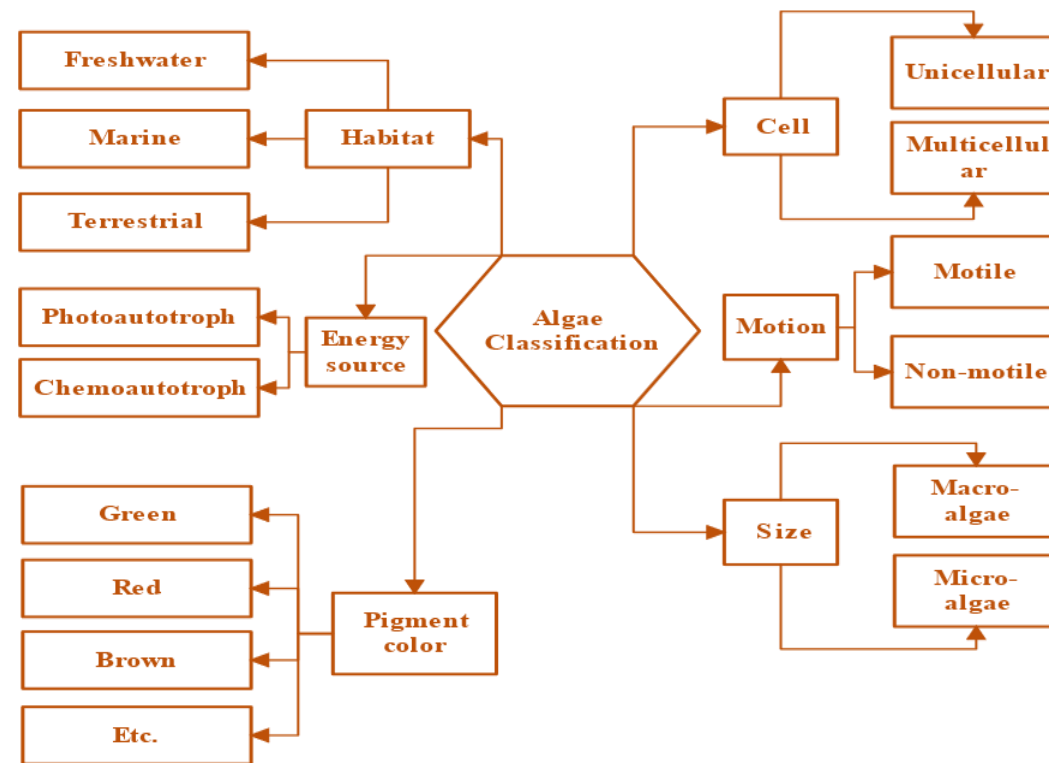 Freshwater
Marine
Terrestrial
Habitat
Photoautotroph
Chemoautotroph
Energy
source
Green
Red
Brown
Etc.
Pigment
color
Algae
Classification
Cell
Unicellular
Multicellul
ar
Motion
Motile
Non-motile
Size
Macro-
algae
Micro-
algae